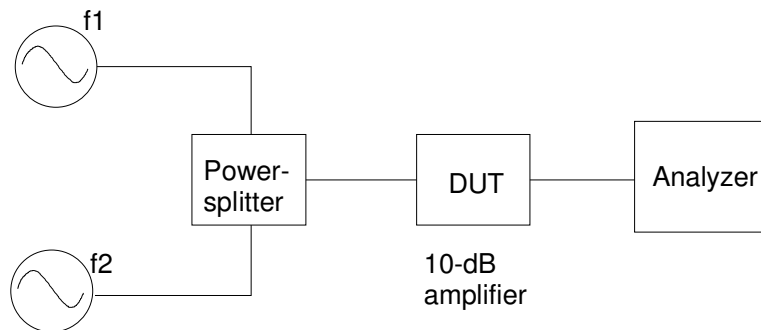 f1
Power-
splitter
DUT
Analyzer
f2
10-dB
amplifier